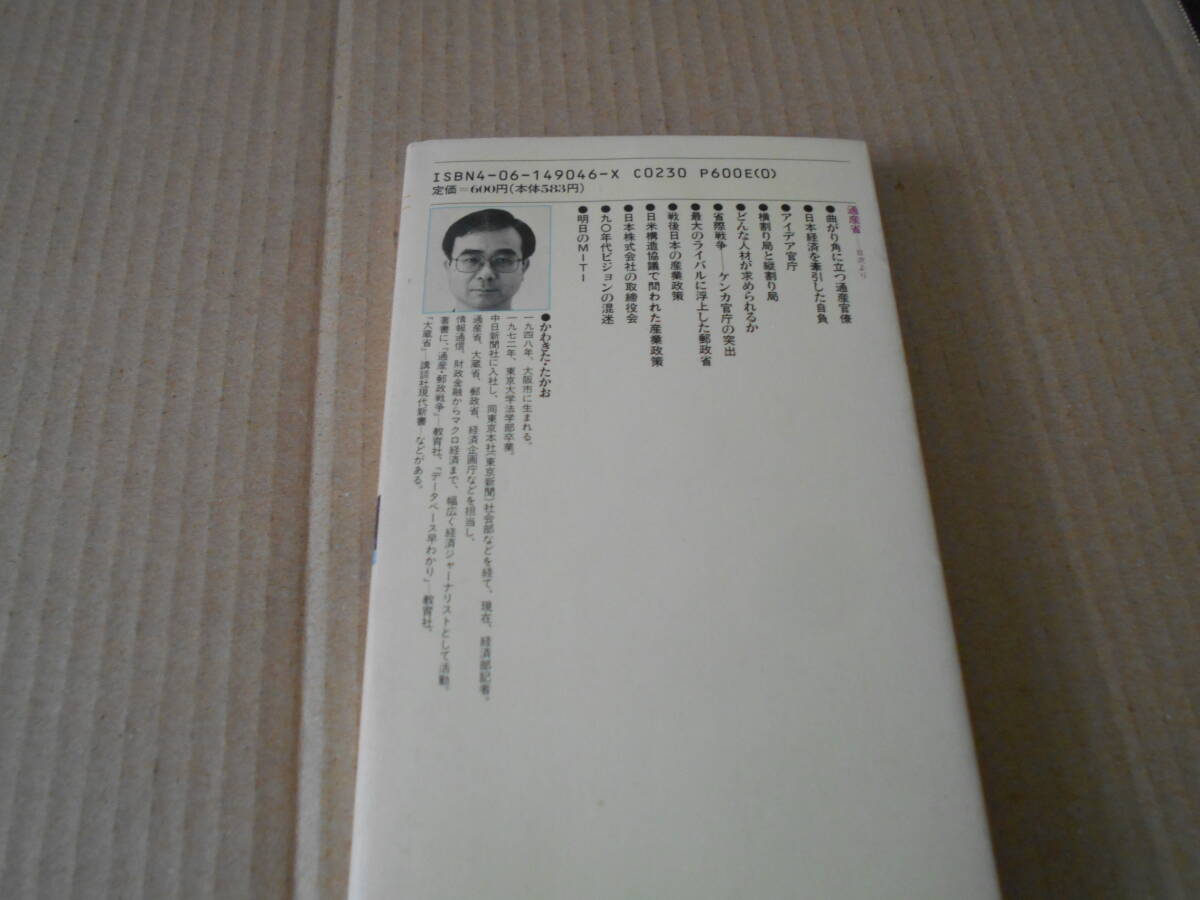 ISBN4-06-149046-X C0230 P600E(0)
定価=600円(本体583円)
通産省――目次より
●曲がり角に立つ通産官僚
●日本経済を牽引した自負
●アイデア官庁
●横割り局と縦割り局
●どんな人材が求められるか
●省際戦争――ケンカ官庁の突出
●最大のライバルに浮上した郵政省
●戦後日本の産業政策
●日米構造協議で問われた産業政策
●日本株式会社の取締役会
●九〇年代ビジョンの混迷
●明日のMITI
●かわきた・たかお
一九四八年、大阪市に生まれる。
一九七二年、東京大学法学部卒業。
中日新聞社に入社し、同東京本社(東京新聞)社会部などを経て、現在、経済部記者。
通産省、大蔵省、郵政省、経済企画庁などを担当し、
情報通信、財政金融からマクロ経済まで、幅広く経済ジャーナリストとして活動。
著書に、『通産・郵政戦争』―教育社、『データベース早わかり』―教育社、
『大蔵省』―講談社現代新書―などがある。